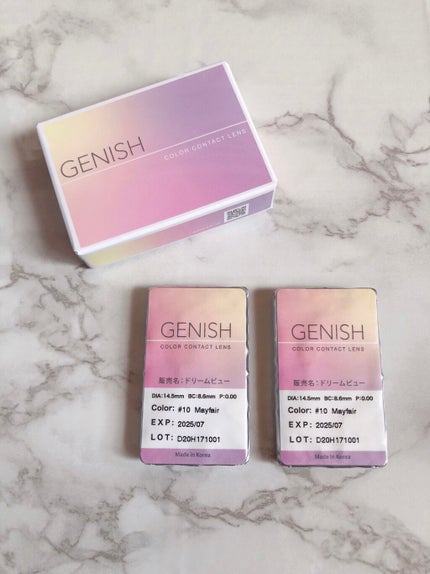 GENISH
COLOR CONTACT LENS
GENISH
COLOR CONTACT LENS
販売名：ドリームビュー
DIA:14.5mm BC:8.6mm P:0.00
Color: #10 Mayfair
EXP: 2025/07
LOT: D20H171001
Made in Korea
GENISH
COLOR CONTACT LENS
販売名：ドリームビュー
DIA:14.5mm BC:8.6mm P:0.00
Color: #10 Mayfair
EXP: 2025/07
LOT: D20H171001
Made in Korea